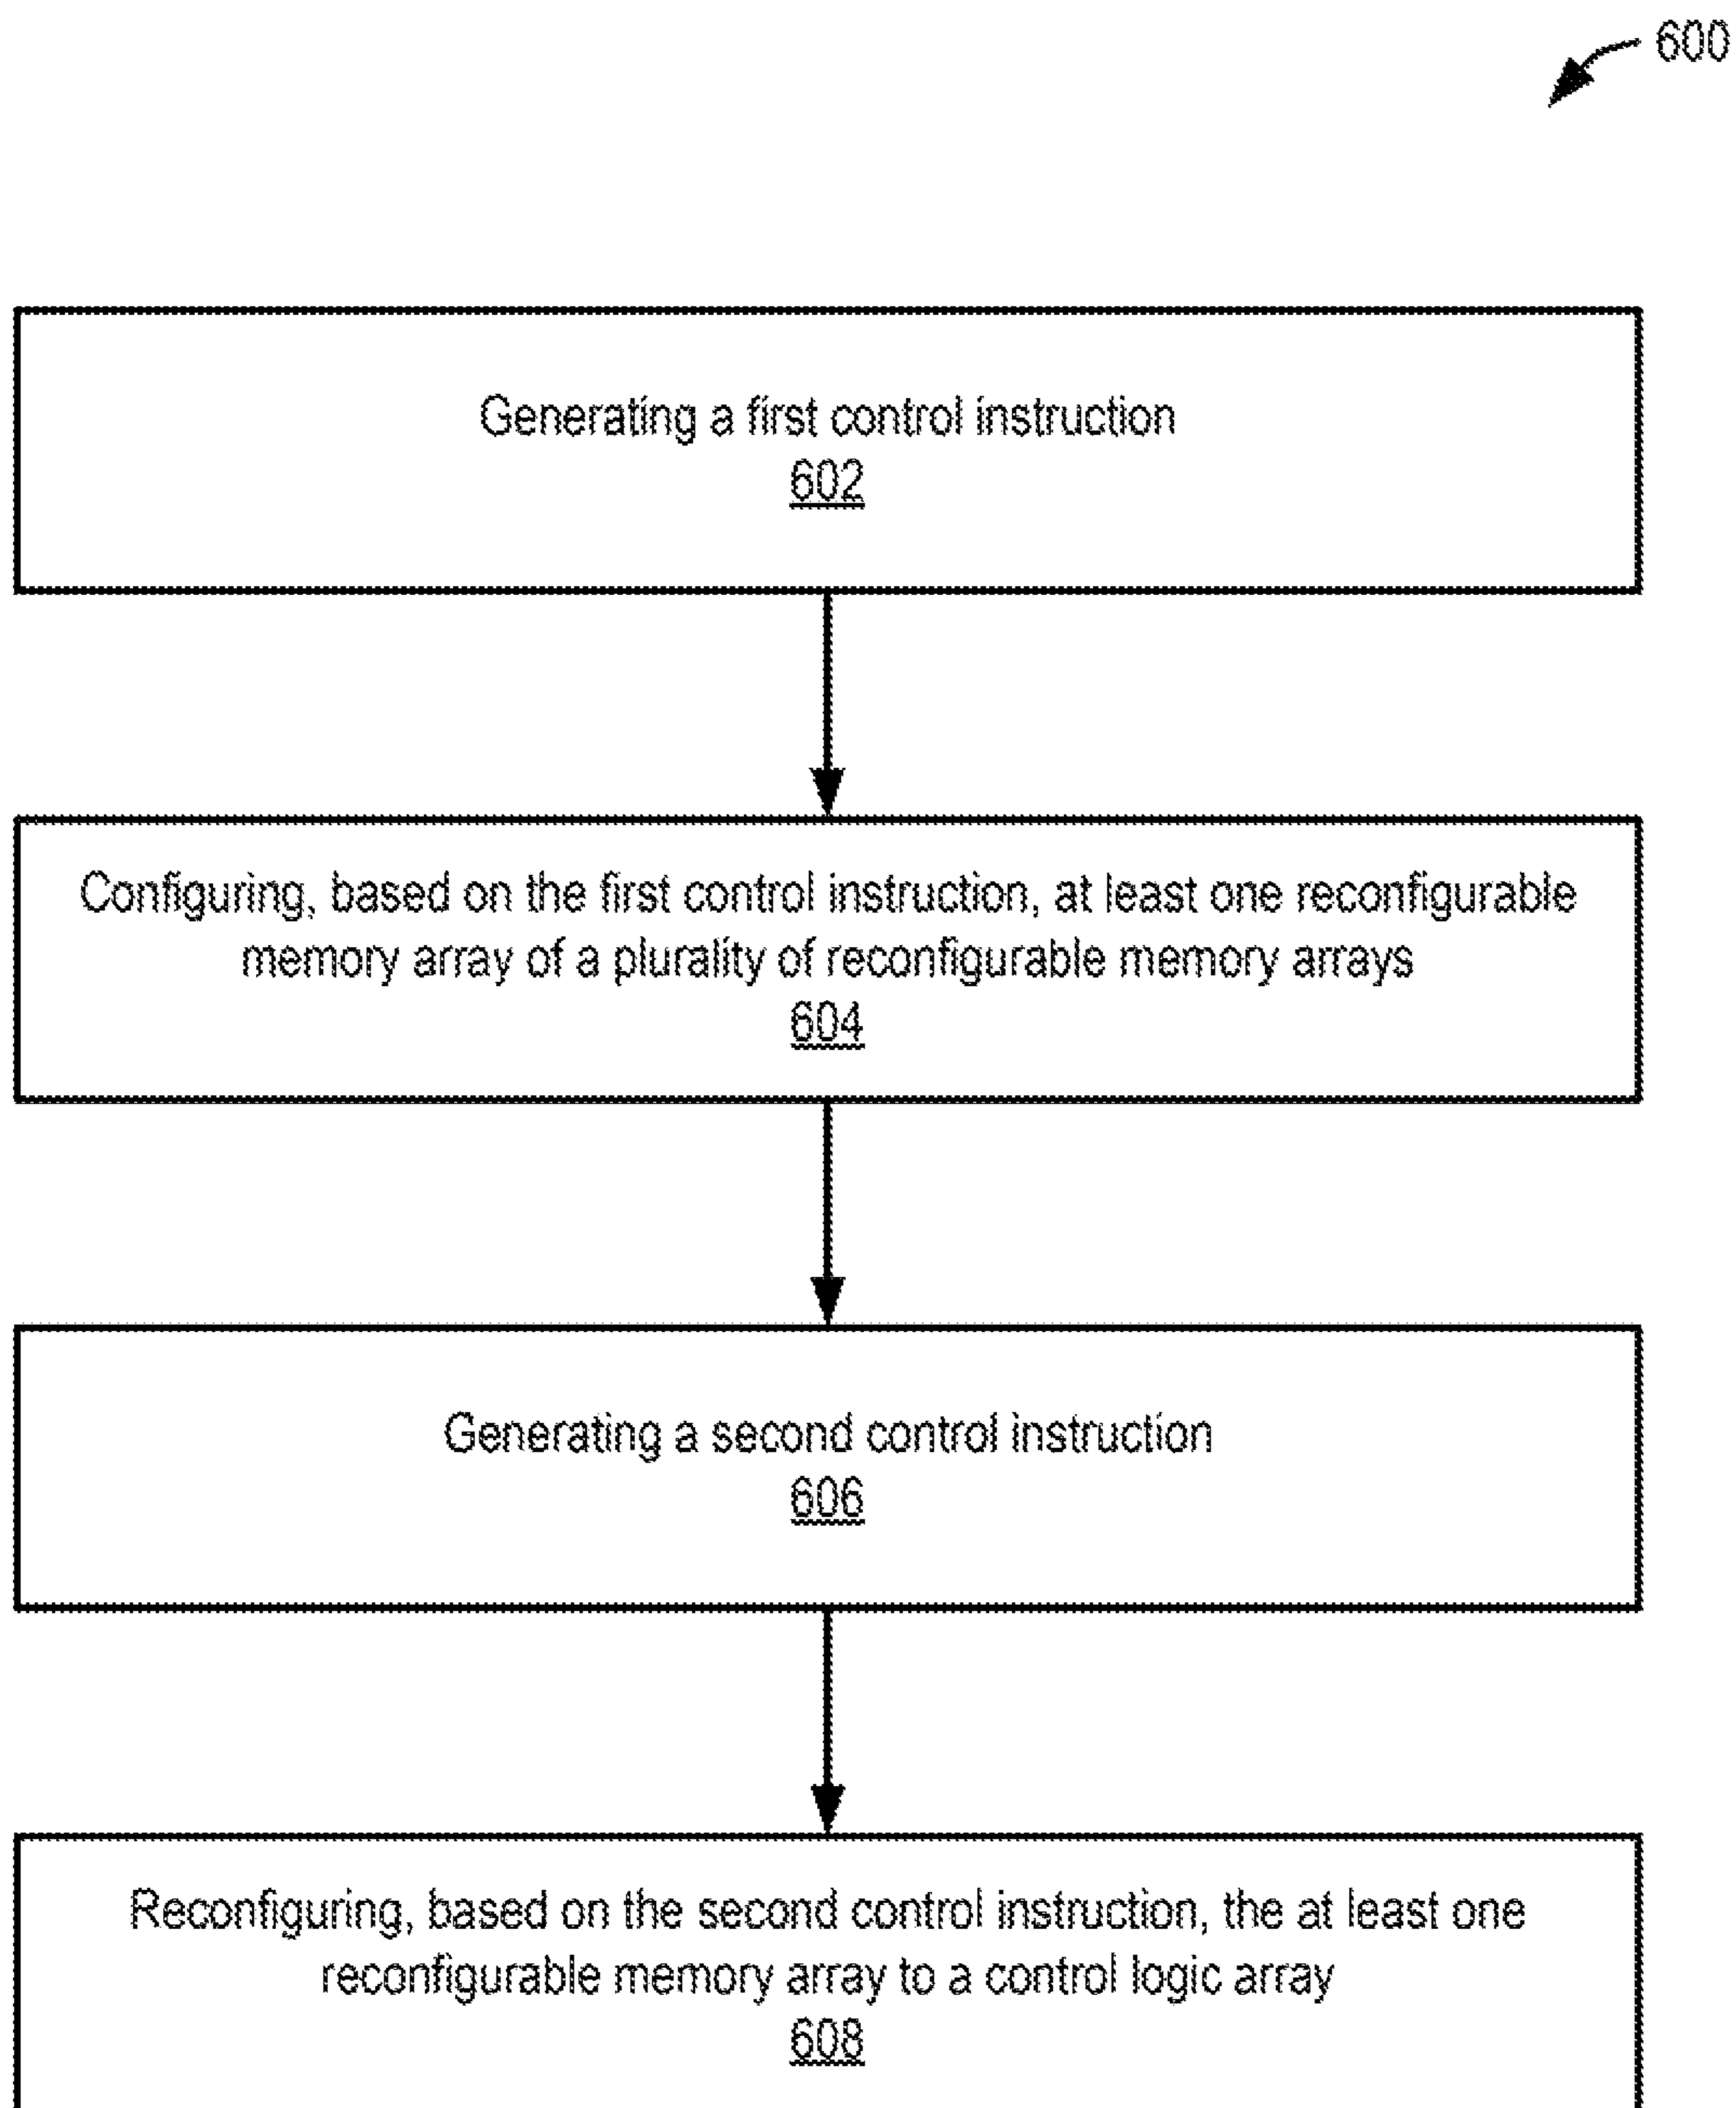 600
Generating a first control instruction
602
Configuring, based on the first control instruction, at least one reconfigurable
memory array of a plurality of reconfigurable memory arrays
604
Generating a second control instruction
606
Reconfiguring, based on the second control instruction, the at least one
reconfigurable memory array to a control logic array
608